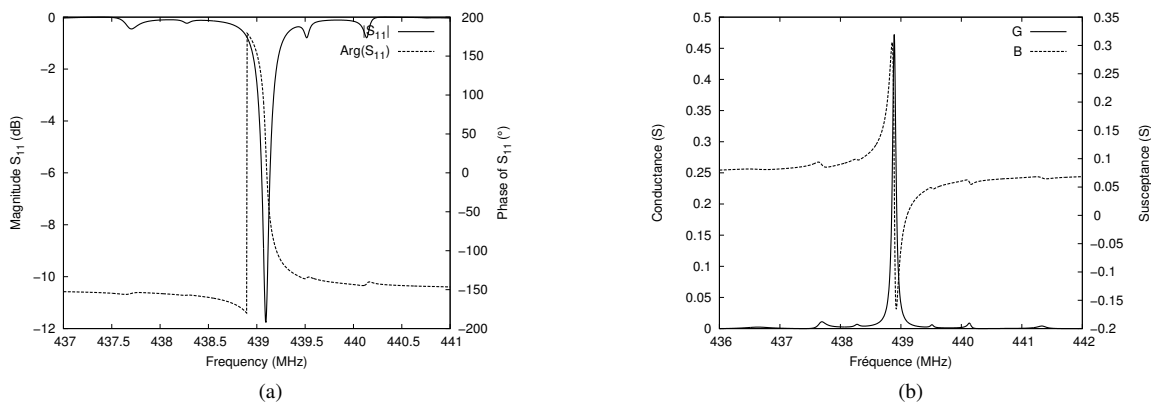 0
−2
−4
−6
−8
−10
−12
437 437.5 438 438.5 439 439.5 440 440.5 441
200
150
100
50
0
−50
−100
−150
−200
Magnitude S11 (dB)
Phase of S11 (°)
Frequency (MHz)
|S11|
Arg(S11)
(a)
0.5
0.45
0.4
0.35
0.3
0.25
0.2
0.15
0.1
0.05
0
436 437 438 439 440 441 442
0.35
0.3
0.25
0.2
0.15
0.1
0.05
0
−0.05
−0.1
−0.15
−0.2
Conductance (S)
Susceptance (S)
Fréquence (MHz)
G
B
(b)